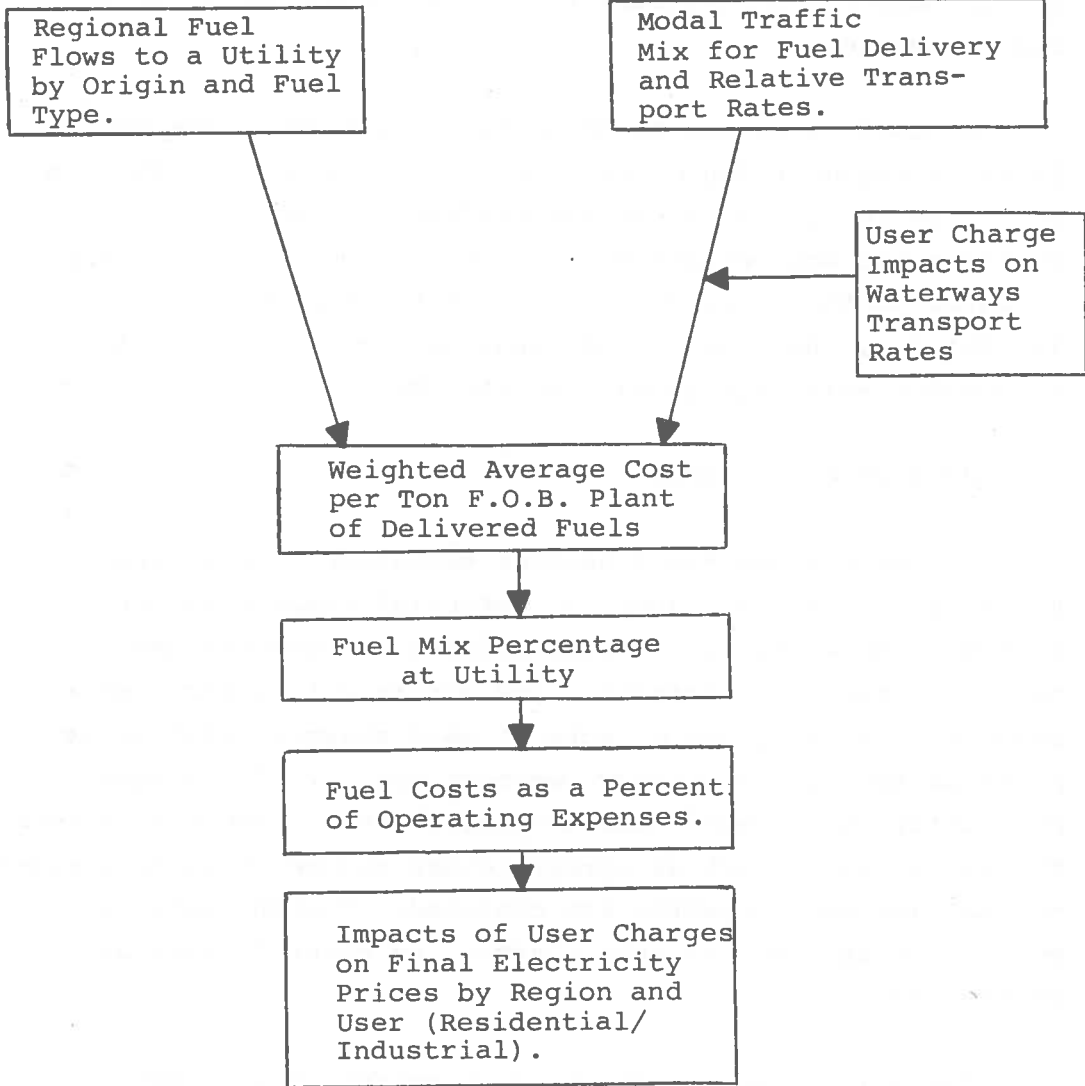 Regional Fuel
Flows to a Utility
by Origin and Fuel
Type.
Modal Traffic
Mix for Fuel Delivery
and Relative Trans-
port Rates.
User Charge
Impacts on
Waterways
Transport
Rates
Weighted Average Cost
per Ton F.O.B. Plant
of Delivered Fuels
Fuel Mix Percentage
at Utility
Fuel Costs as a Percent
of Operating Expenses.
Impacts of User Charges
on Final Electricity
Prices by Region and
User (Residential/
Industrial).